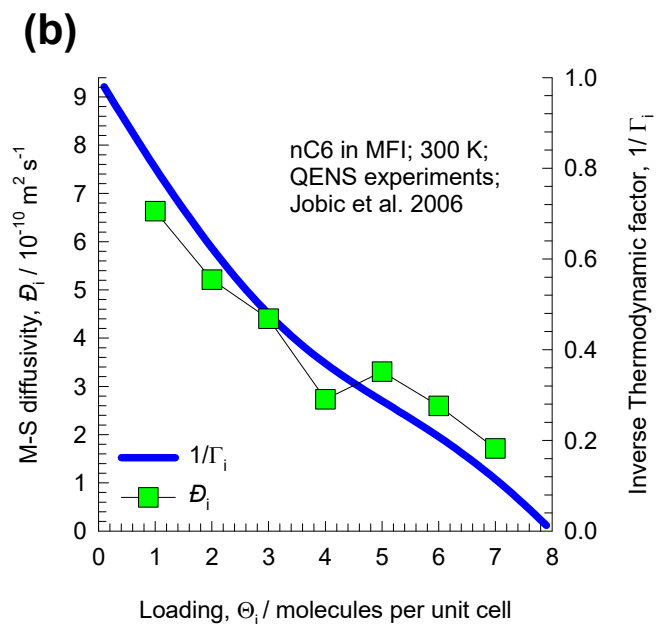 (b)
9
8
7
6
5
4
3
2
1
0
M-S diffusivity, Đi / 10⁻¹⁰ m² s⁻¹
nC6 in MFI; 300 K;
QENS experiments;
Jobic et al. 2006
1/Γi
Đi
1.0
0.8
0.6
0.4
0.2
0.0
Inverse Thermodynamic factor, 1/Γi
0 1 2 3 4 5 6 7 8
Loading, Θi / molecules per unit cell